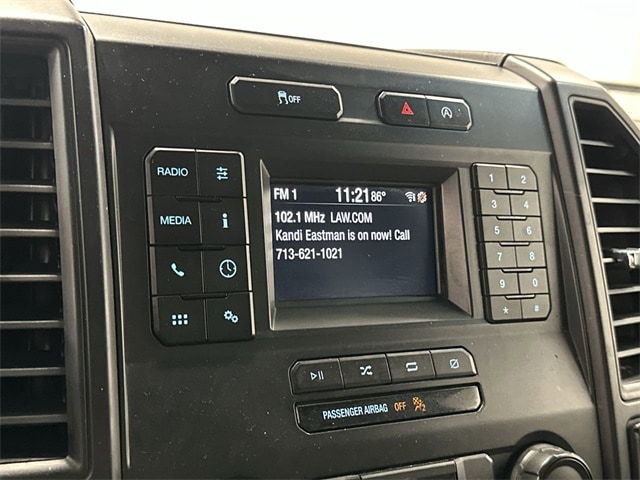 OFF
A
RADIO
MEDIA
i
FM 1 11:21 86°
102.1 MHz LAW.COM
Kandi Eastman is on now! Call
713-621-1021
1 2
3 4
5 6
7 8
9 0
* #
PASSENGER AIRBAG OFF 2